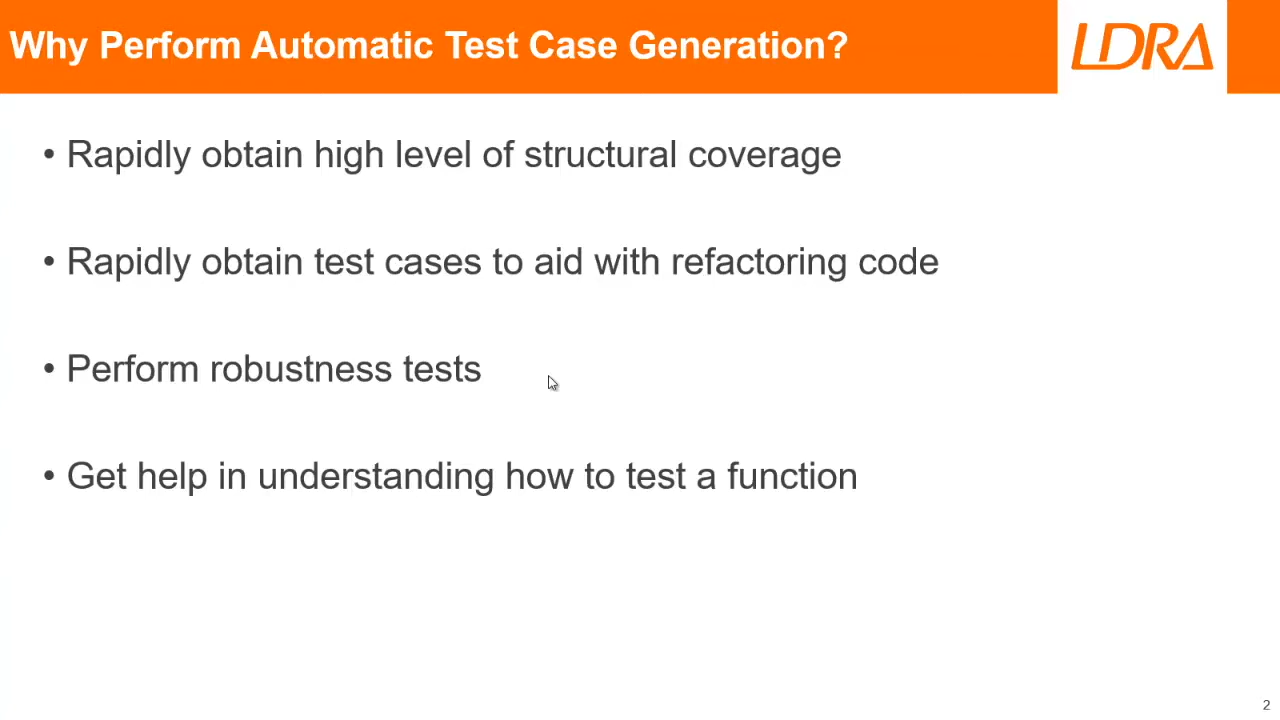 Why Perform Automatic Test Case Generation?
LDRA
• Rapidly obtain high level of structural coverage
• Rapidly obtain test cases to aid with refactoring code
• Perform robustness tests
• Get help in understanding how to test a function
2